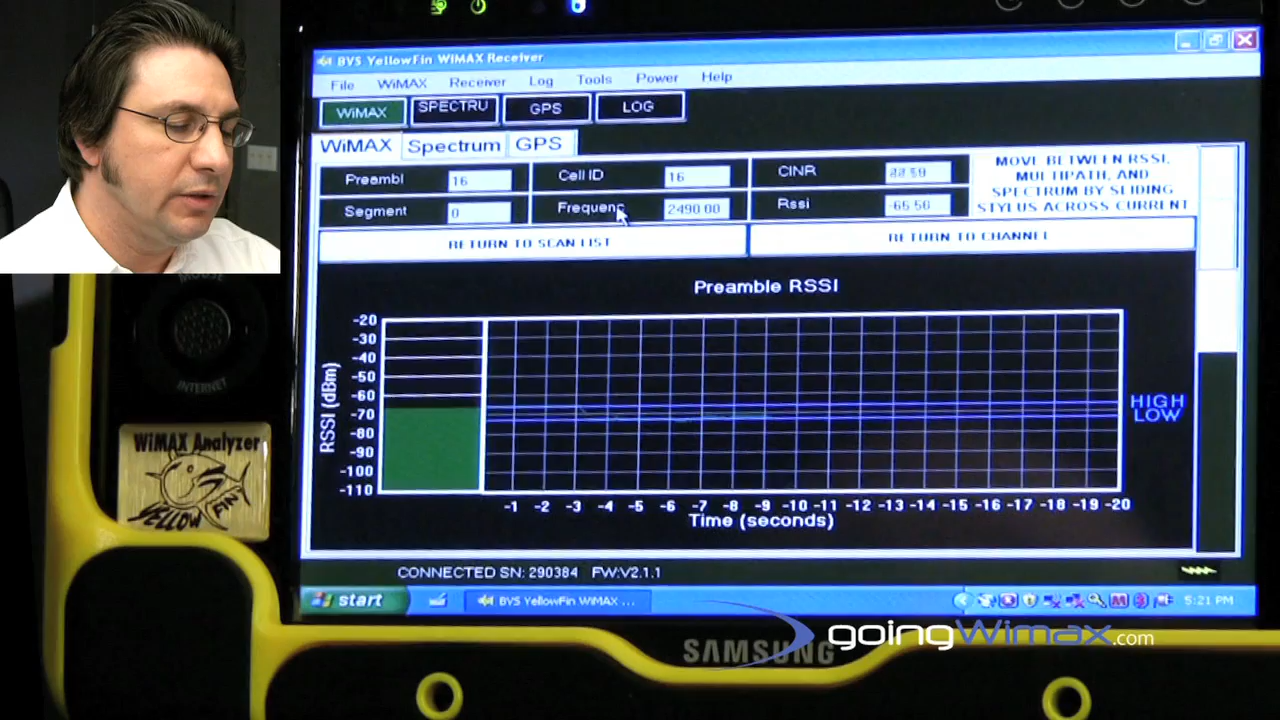 BVS YellowFin WiMAX Receiver
File WiMAX Receiver Log Tools Power Help
WiMAX SPECTRU GPS LOG
WiMAX Spectrum GPS
Preambl 16 Cell ID 16 CINR
Segment 0 Frequenc 2490.00 Rssi -65.50
MOVE BETWEEN RSSI,
MULTIPATH, AND
SPECTRUM BY SLIDING
STYLUS ACROSS CURRENT
RETURN TO SCAN LIST RETURN TO CHANNEL
Preamble RSSI
RSSI (dBm)
-20
-30
-40
-50
-60
-70
-80
-90
-100
-110
HIGH
LOW
-1 -2 -3 -4 -5 -6 -7 -8 -9 -10 -11 -12 -13 -14 -15 -16 -17 -18 -19 -20
Time (seconds)
CONNECTED SN: 290384 FW:V2.1.1
start BVS YellowFin WiMAX ... 5:21 PM
MOUSE
INTERNET
WiMAX Analyzer
YELLOW FIN
SAMSUNG
goingWimax.com